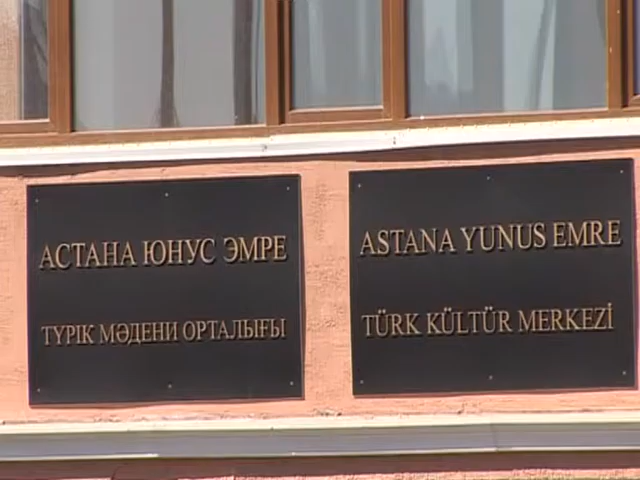 АСТАНА ЮНУС ЭМРЕ
ТҮРІК МӘДЕНИ ОРТАЛЫҒЫ
ASTANA YUNUS EMRE
TÜRK KÜLTÜR MERKEZİ